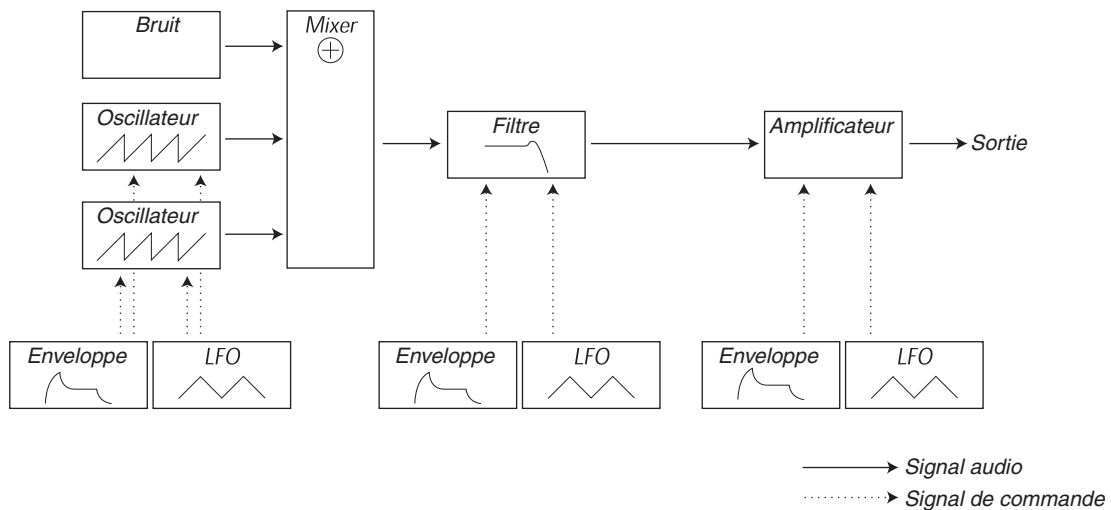 Bruit
Mixer
Oscillateur
Filtre
Amplificateur
Sortie
Oscillateur
Enveloppe
LFO
Enveloppe
LFO
Enveloppe
LFO
Signal audio
Signal de commande